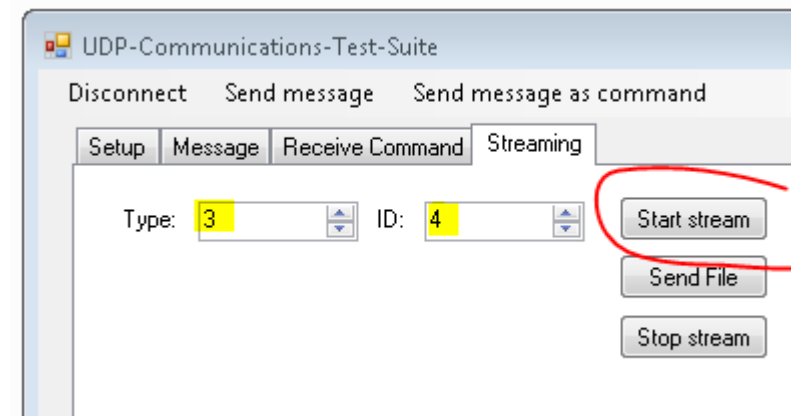 UDP-Communications-Test-Suite
Disconnect Send message Send message as command
Setup Message Receive Command Streaming
Type: 3 ID: 4 Start stream
Send File
Stop stream